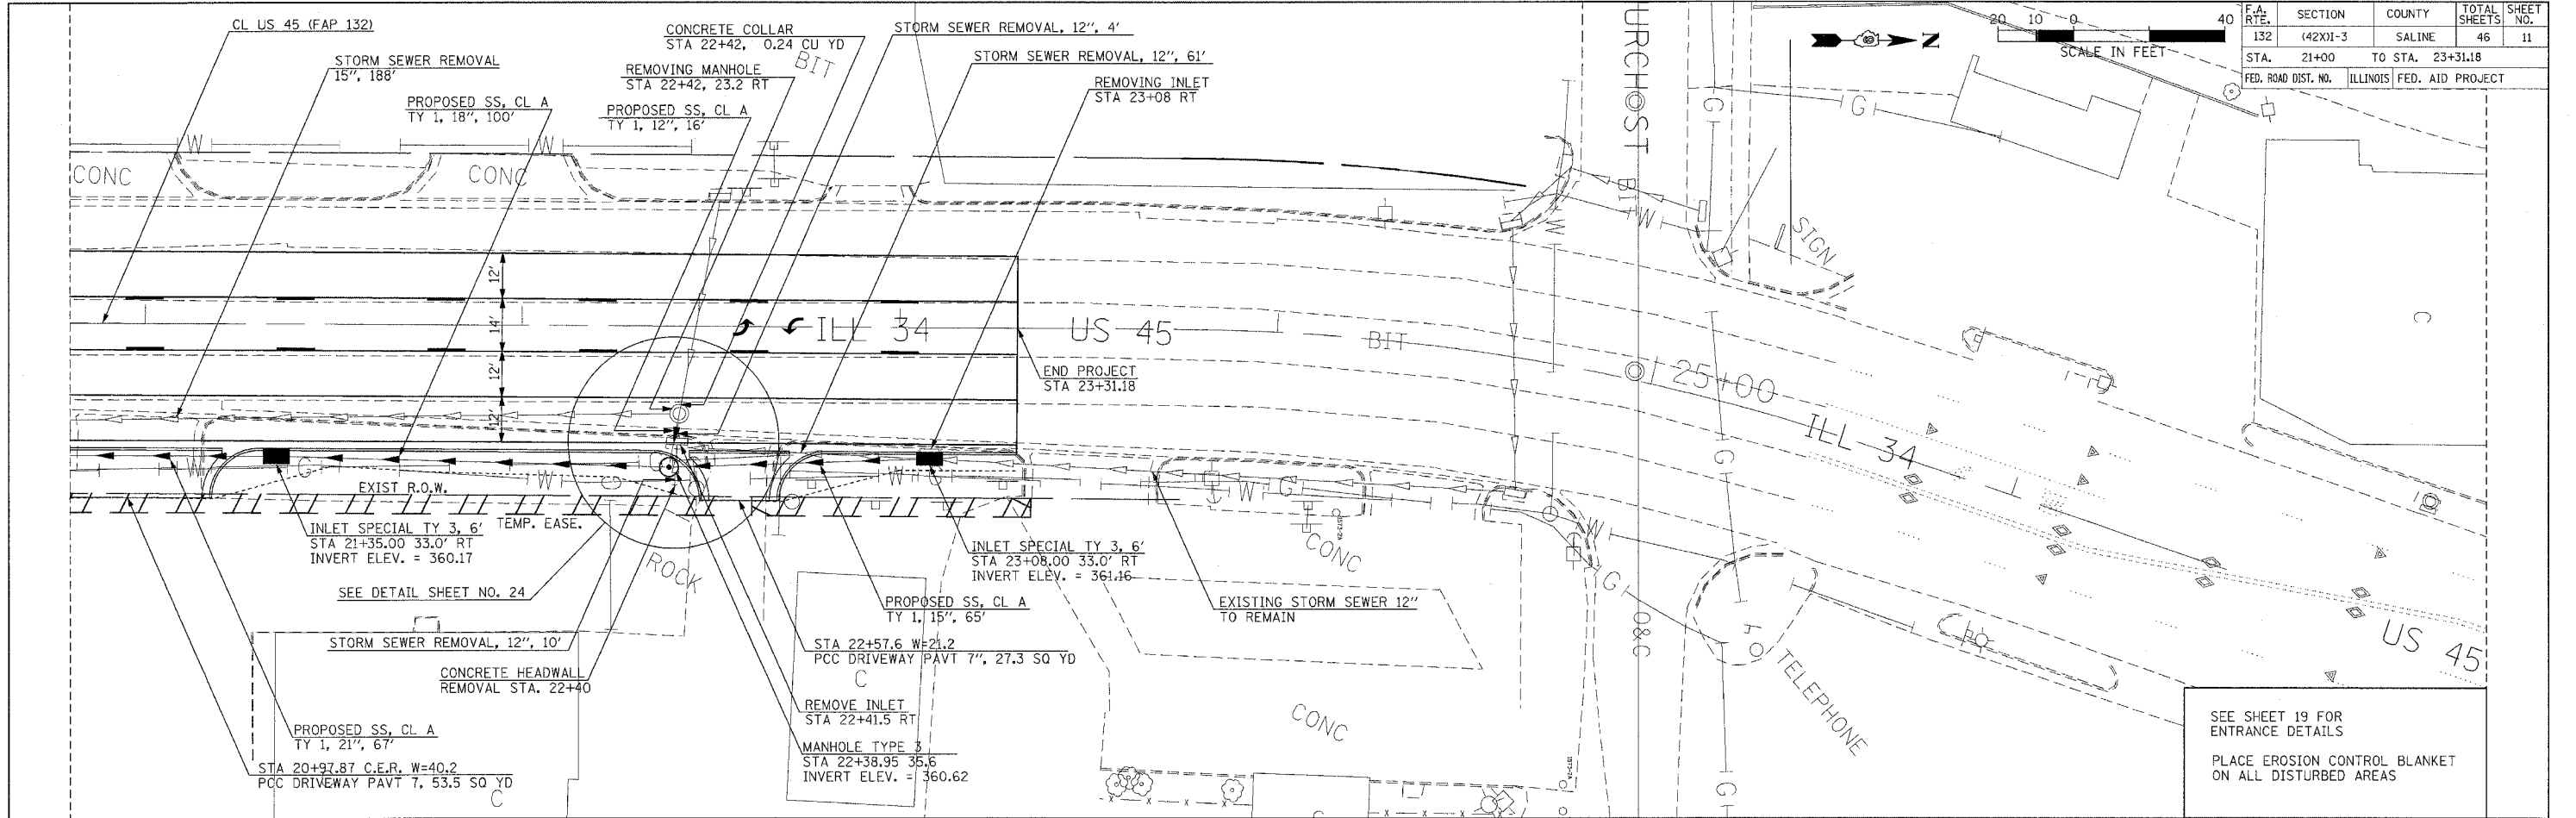 CL US 45 (FAP 132)
STORM SEWER REMOVAL
15", 188'
PROPOSED SS, CL A
TY 1, 18", 100'
CONCRETE COLLAR
STA 22+42, 0.24 CU YD
REMOVING MANHOLE
STA 22+42, 23.2 RT
PROPOSED SS, CL A
TY 1, 12", 16'
BIT
STORM SEWER REMOVAL, 12", 4'
STORM SEWER REMOVAL, 12", 61'
REMOVING INLET
STA 23+08 RT
URCH ST
N
20 10 0 40
SCALE IN FEET
F.A. RTE. SECTION COUNTY TOTAL SHEETS SHEET NO.
132 (42X)I-3 SALINE 46 11
STA. 21+00 TO STA. 23+31.18
FED. ROAD DIST. NO. ILLINOIS FED. AID PROJECT
W
W
G
G
CONC
CONC
BIT
W
W
SIGN
12'
14'
12'
12'
ILL 34
US 45
BIT
END PROJECT
STA 23+31.18
25+00
ILL 34
C
W
G
W
G
W
G
W
G
W
G
G
EXIST R.O.W.
TEMP. EASE.
INLET SPECIAL TY 3, 6'
STA 21+35.00 33.0' RT
INVERT ELEV. = 360.17
SEE DETAIL SHEET NO. 24
ROCK
INLET SPECIAL TY 3, 6'
STA 23+08.00 33.0' RT
INVERT ELEV. = 361.16
CONC
PROPOSED SS, CL A
TY 1, 15", 65'
EXISTING STORM SEWER 12"
TO REMAIN
STORM SEWER REMOVAL, 12", 10'
STA 22+57.6 W=21.2
PCC DRIVEWAY PAVT 7", 27.3 SQ YD
C
CONCRETE HEADWALL
REMOVAL STA. 22+40
O&C
US 45
TELEPHONE
REMOVE INLET
STA 22+41.5 RT
CONC
PROPOSED SS, CL A
TY 1, 21", 67'
MANHOLE TYPE 3
STA 22+38.95 35.6
INVERT ELEV. = 360.62
STA 20+97.87 C.E.R. W=40.2
PCC DRIVEWAY PAVT 7, 53.5 SQ YD
C
G
G
SEE SHEET 19 FOR
ENTRANCE DETAILS
PLACE EROSION CONTROL BLANKET
ON ALL DISTURBED AREAS